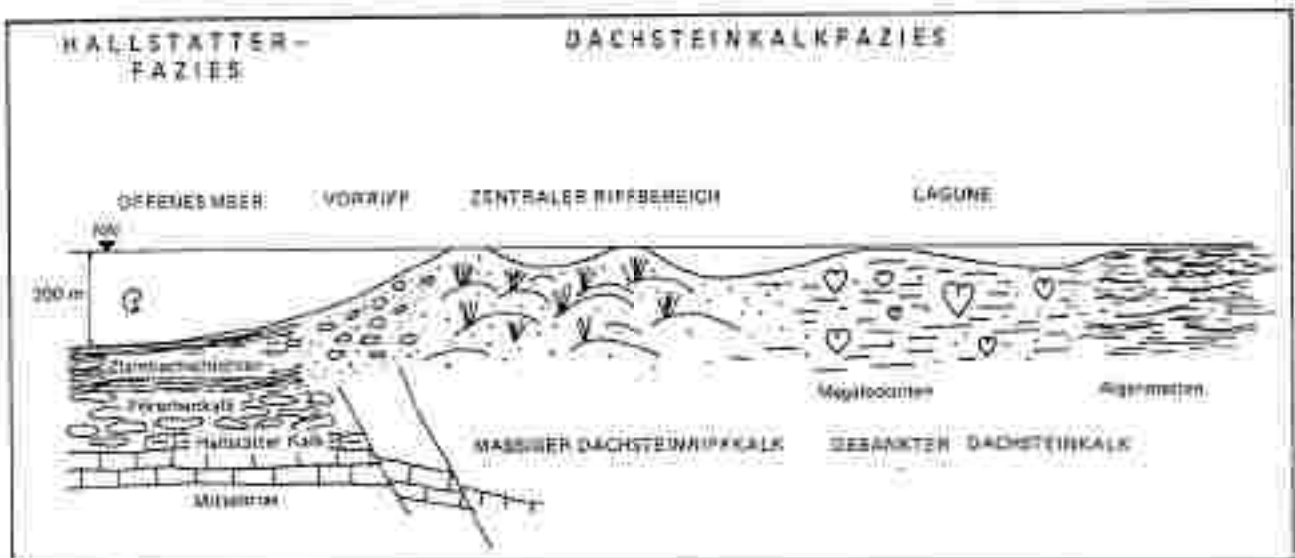 HALLSTÄTTER-
FAZIES
DACHSTEINKALKFAZIES
OFFENES MEER
VORRIFF
ZENTRALER RIFFBEREICH
LAGUNE
NN
200 m
Zlambachschichten
Pötschenkalk
Hallstätter Kalk
Mitteltrias
Megalodonten
Algenmatten
MASSIGER DACHSTEINRIFFKALK
GEBANKTER DACHSTEINKALK